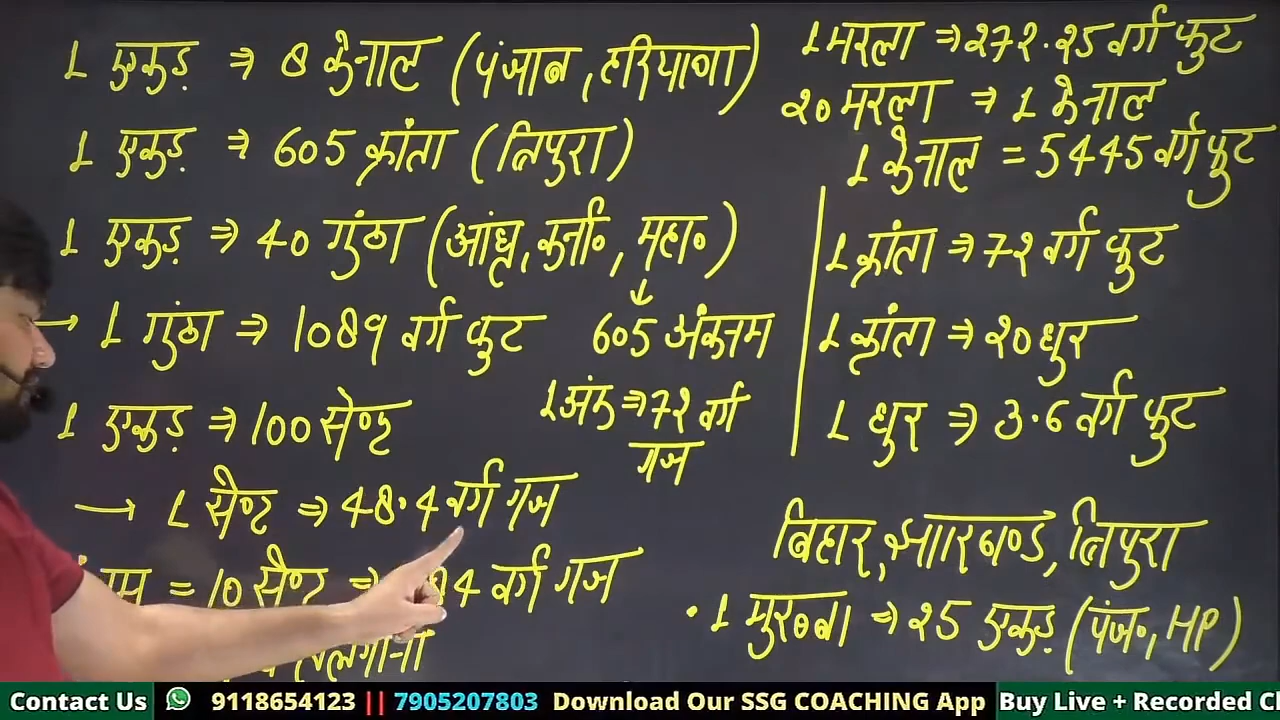 1 एकड़ ⇒ 8 केनाल (पंजाब, हरियाणा)
1 एकड़ ⇒ 605 क्रांता (त्रिपुरा)
1 एकड़ ⇒ 40 गुंठा (आंध्र, कर्ना॰, महा॰)
→ 1 गुंठा ⇒ 1089 वर्ग फुट
605 अंकनम
1 अंक ⇒ 72 वर्ग
गज
1 एकड़ ⇒ 100 सेण्ट
→ 1 सेण्ट ⇒ 48.4 वर्ग गज
= 10 सैण्ट ⇒ 4 वर्ग गज
1 मरला ⇒ 272.25 वर्ग फुट
20 मरला ⇒ 1 केनाल
1 केनाल = 5445 वर्ग फुट
1 क्रांता ⇒ 72 वर्ग फुट
1 क्रांता ⇒ 20 धुर
1 धुर ⇒ 3.6 वर्ग फुट
बिहार, झारखण्ड, त्रिपुरा
• 1 मुरब्बा ⇒ 25 एकड़ (पंजा॰, HP)
Contact Us 9118654123 || 7905207803 Download Our SSG COACHING App Buy Live + Recorded